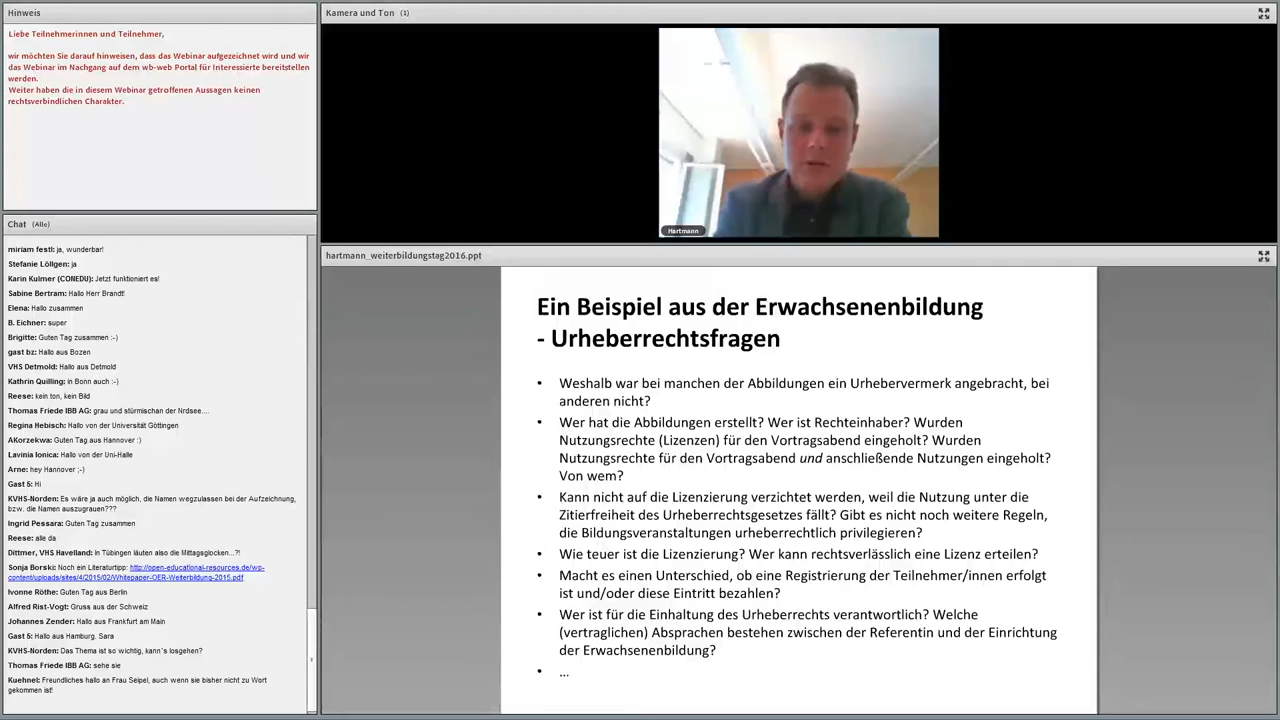 Hinweis
Liebe Teilnehmerinnen und Teilnehmer,
wir möchten Sie darauf hinweisen, dass das Webinar aufgezeichnet wird und wir
das Webinar im Nachgang auf dem wb-web Portal für Interessierte bereitstellen
werden.
Weiter haben die in diesem Webinar getroffenen Aussagen keinen
rechtsverbindlichen Charakter.
Chat (Alle)
miriam festl: ja, wunderbar!
Stefanie Löllgen: ja
Karin Kulmer (CONEDU): Jetzt funktioniert es!
Sabine Bertram: Hallo Herr Brandt!
Elena: Hallo zusammen
B. Eichner: super
Brigitte: Guten Tag zusammen :-)
gast bz: Hallo aus Bozen
VHS Detmold: Hallo aus Detmold
Kathrin Quilling: in Bonn auch :-)
Reese: kein ton, kein Bild
Thomas Friede IBB AG: grau und stürmischan der Nrdsee....
Regina Hebisch: Hallo von der Universität Göttingen
AKorzekwa: Guten Tag aus Hannover :)
Lavinia Ionica: Hallo von der Uni-Halle
Arne: hey Hannover ;-)
Gast 5: Hi
KVHS-Norden: Es wäre ja auch möglich, die Namen wegzulassen bei der Aufzeichnung,
bzw. die Namen auszugrauen???
Ingrid Pessara: Guten Tag zusammen
Reese: alle da
Dittmer, VHS Havelland: In Tübingen läuten also die Mittagsglocken...?!
Sonja Borski: Noch ein Literaturtipp: http://open-educational-resources.de/wp-
content/uploads/sites/4/2015/02/Whitepaper-OER-Weiterbildung-2015.pdf
Ivonne Röthe: Guten Tag aus Berlin
Alfred Rist-Vogt: Gruss aus der Schweiz
Johannes Zender: Hallo aus Frankfurt am Main
Gast 5: Hallo aus Hamburg. Sara
KVHS-Norden: Das Thema ist so wichtig, kann´s losgehen?
Thomas Friede IBB AG: sehe sie
Kuehnel: Freundliches hallo an Frau Seipel, auch wenn sie bisher nicht zu Wort
gekommen ist!
Kamera und Ton (1)
Hartmann
hartmann_weiterbildungstag2016.ppt
Ein Beispiel aus der Erwachsenenbildung
- Urheberrechtsfragen
• Weshalb war bei manchen der Abbildungen ein Urhebervermerk angebracht, bei
anderen nicht?
• Wer hat die Abbildungen erstellt? Wer ist Rechteinhaber? Wurden
Nutzungsrechte (Lizenzen) für den Vortragsabend eingeholt? Wurden
Nutzungsrechte für den Vortragsabend und anschließende Nutzungen eingeholt?
Von wem?
• Kann nicht auf die Lizenzierung verzichtet werden, weil die Nutzung unter die
Zitierfreiheit des Urheberrechtsgesetzes fällt? Gibt es nicht noch weitere Regeln,
die Bildungsveranstaltungen urheberrechtlich privilegieren?
• Wie teuer ist die Lizenzierung? Wer kann rechtsverlässlich eine Lizenz erteilen?
• Macht es einen Unterschied, ob eine Registrierung der Teilnehmer/innen erfolgt
ist und/oder diese Eintritt bezahlen?
• Wer ist für die Einhaltung des Urheberrechts verantwortlich? Welche
(vertraglichen) Absprachen bestehen zwischen der Referentin und der Einrichtung
der Erwachsenenbildung?
• ...